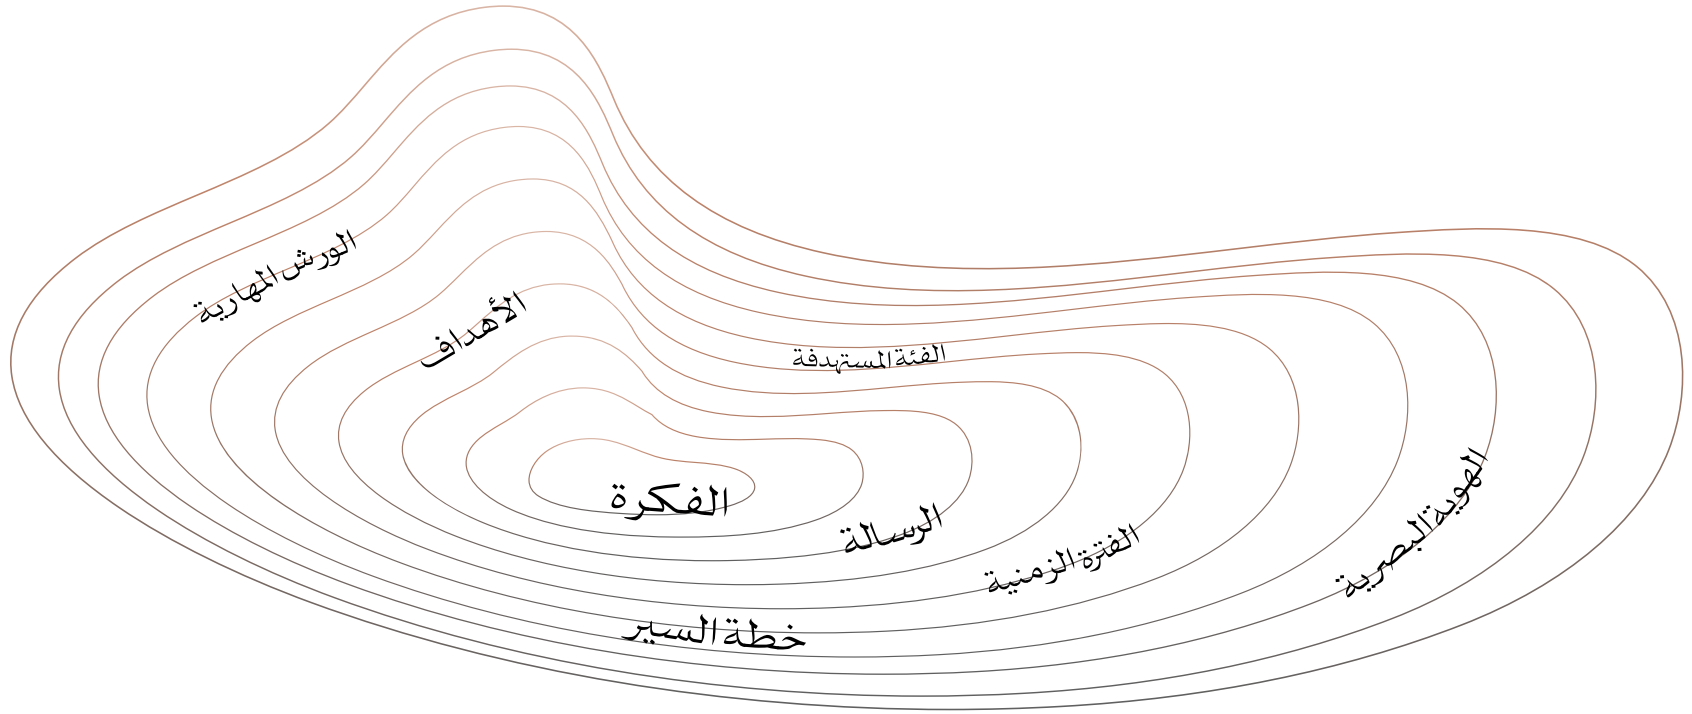 الورش المهارية
الأهداف
الفئة المستهدفة
الفكرة
الرسالة
الهوية البصرية
الفترة الزمنية
خطة السير